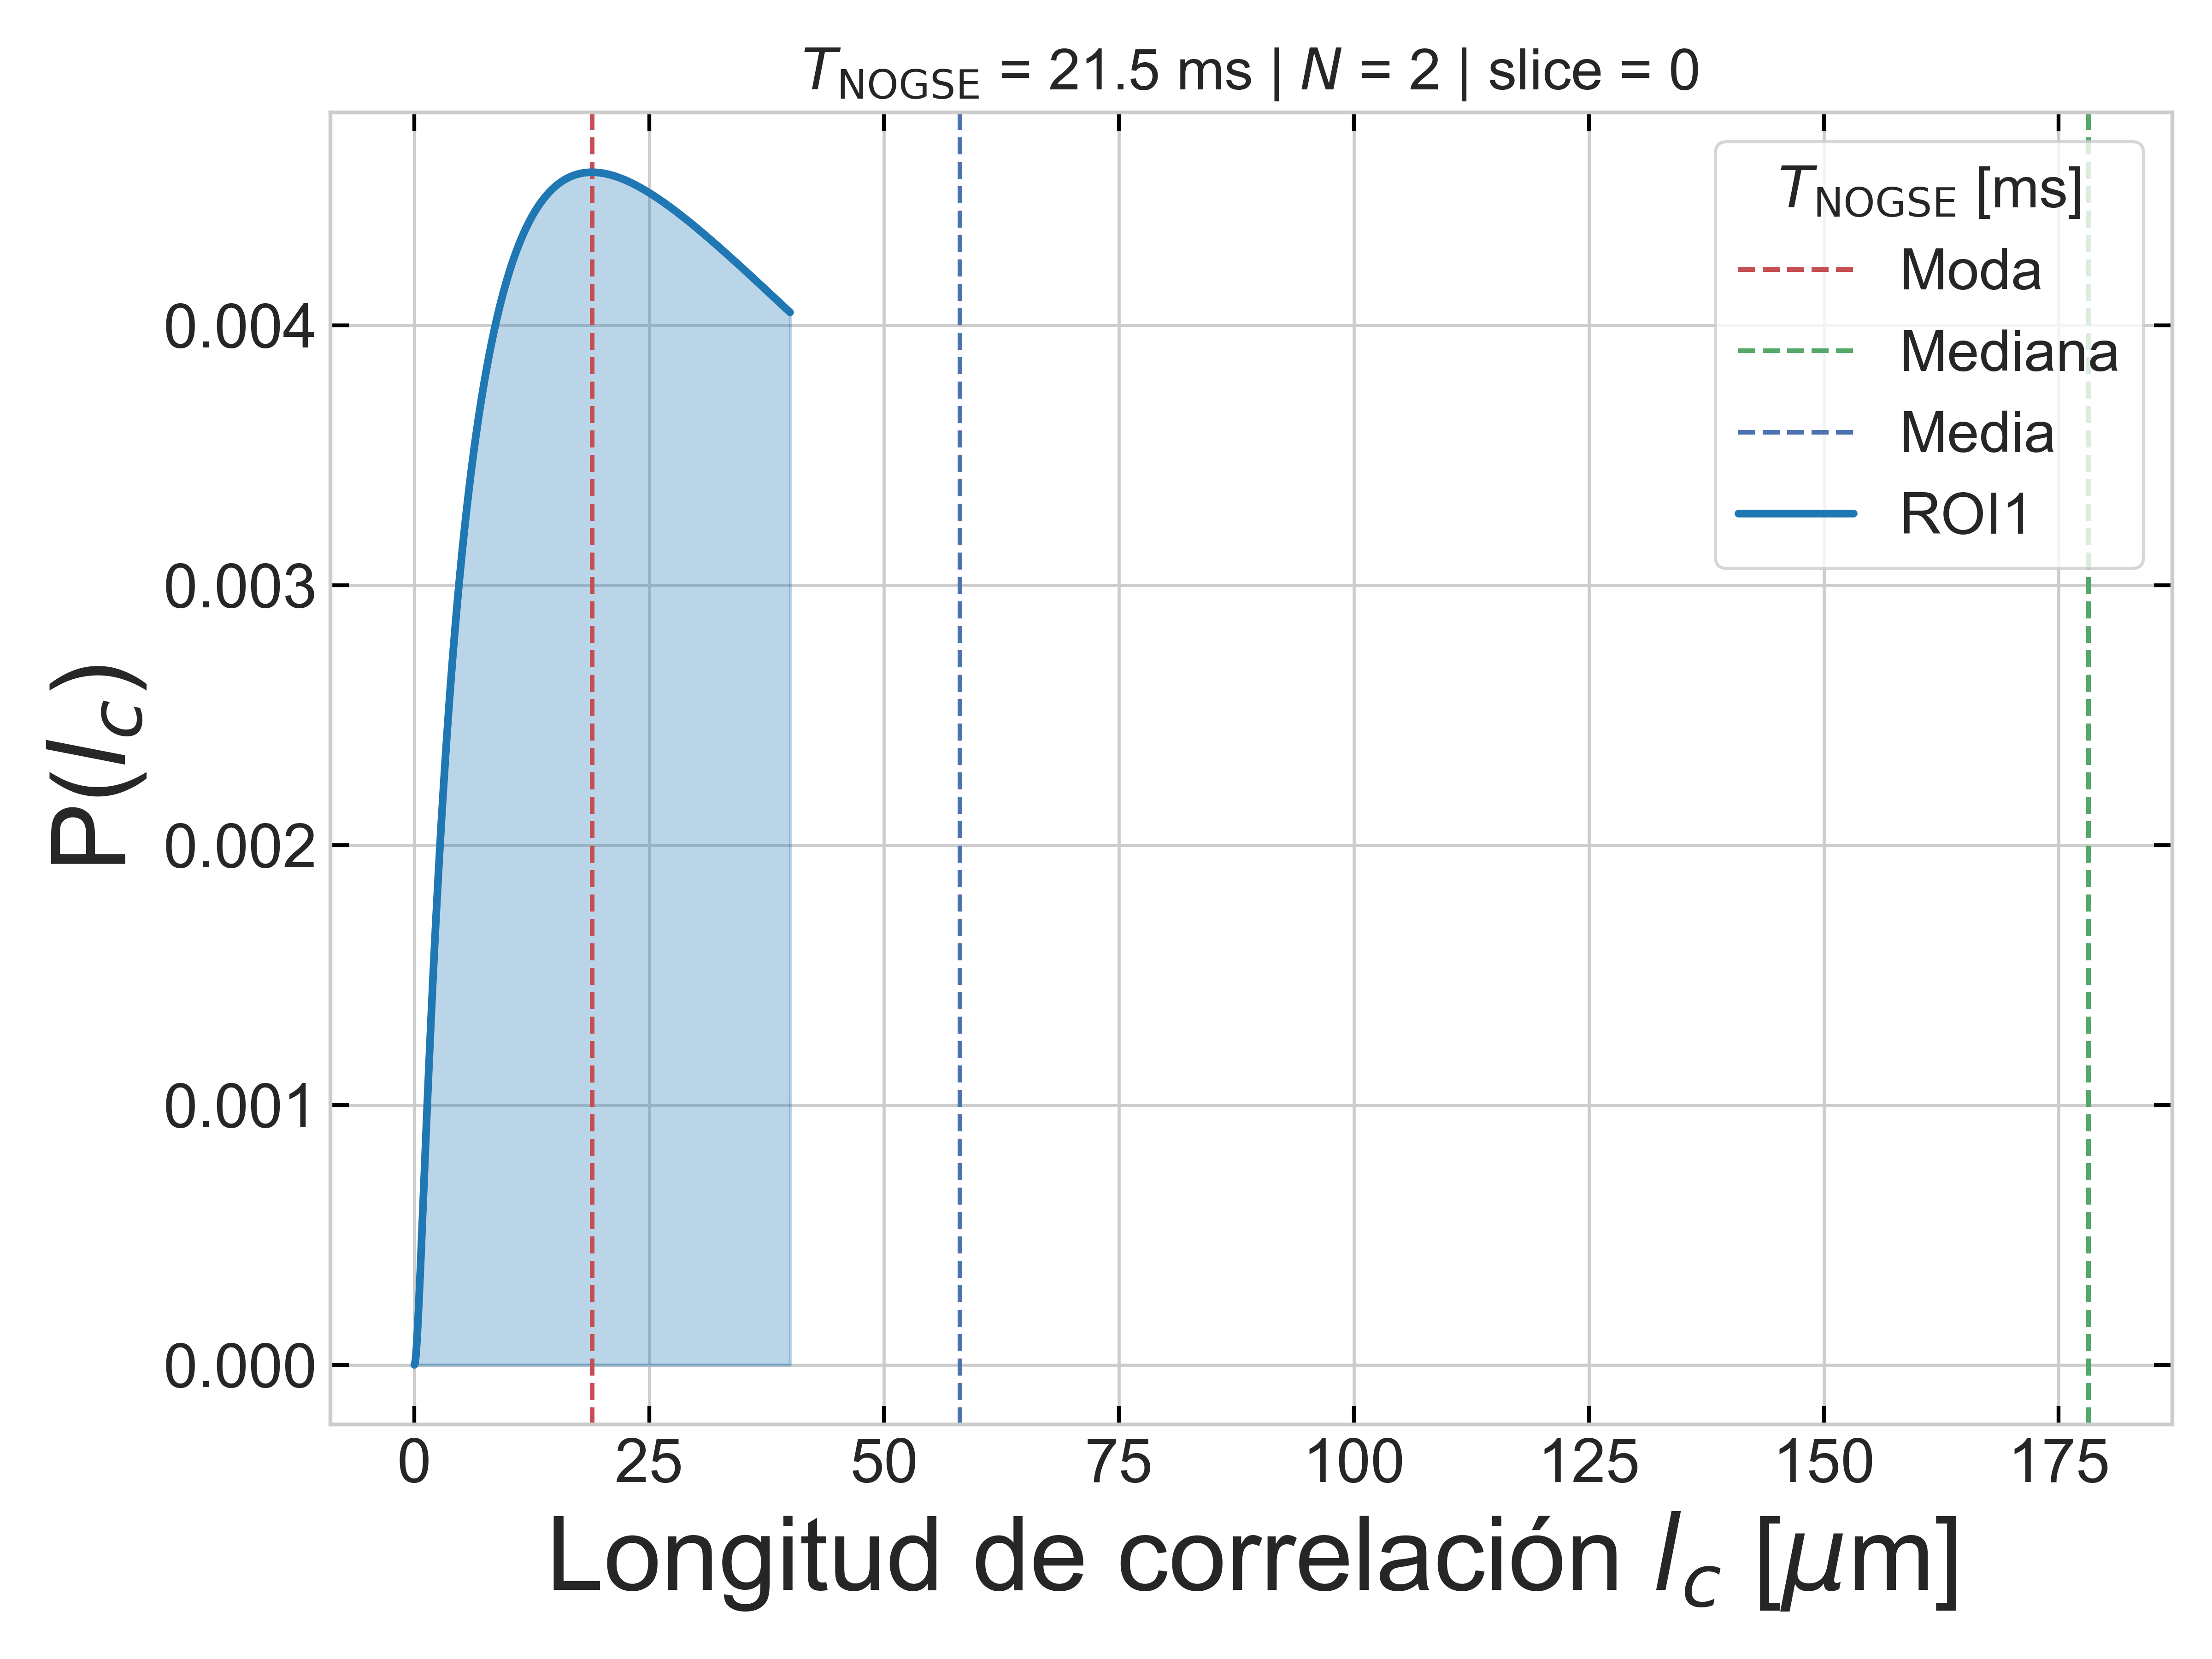 T_NOGSE = 21.5 ms | N = 2 | slice = 0
T_NOGSE [ms]
Moda
Mediana
Media
ROI1
P(l_c)
0.004
0.003
0.002
0.001
0.000
0 25 50 75 100 125 150 175
Longitud de correlación l_c [μm]